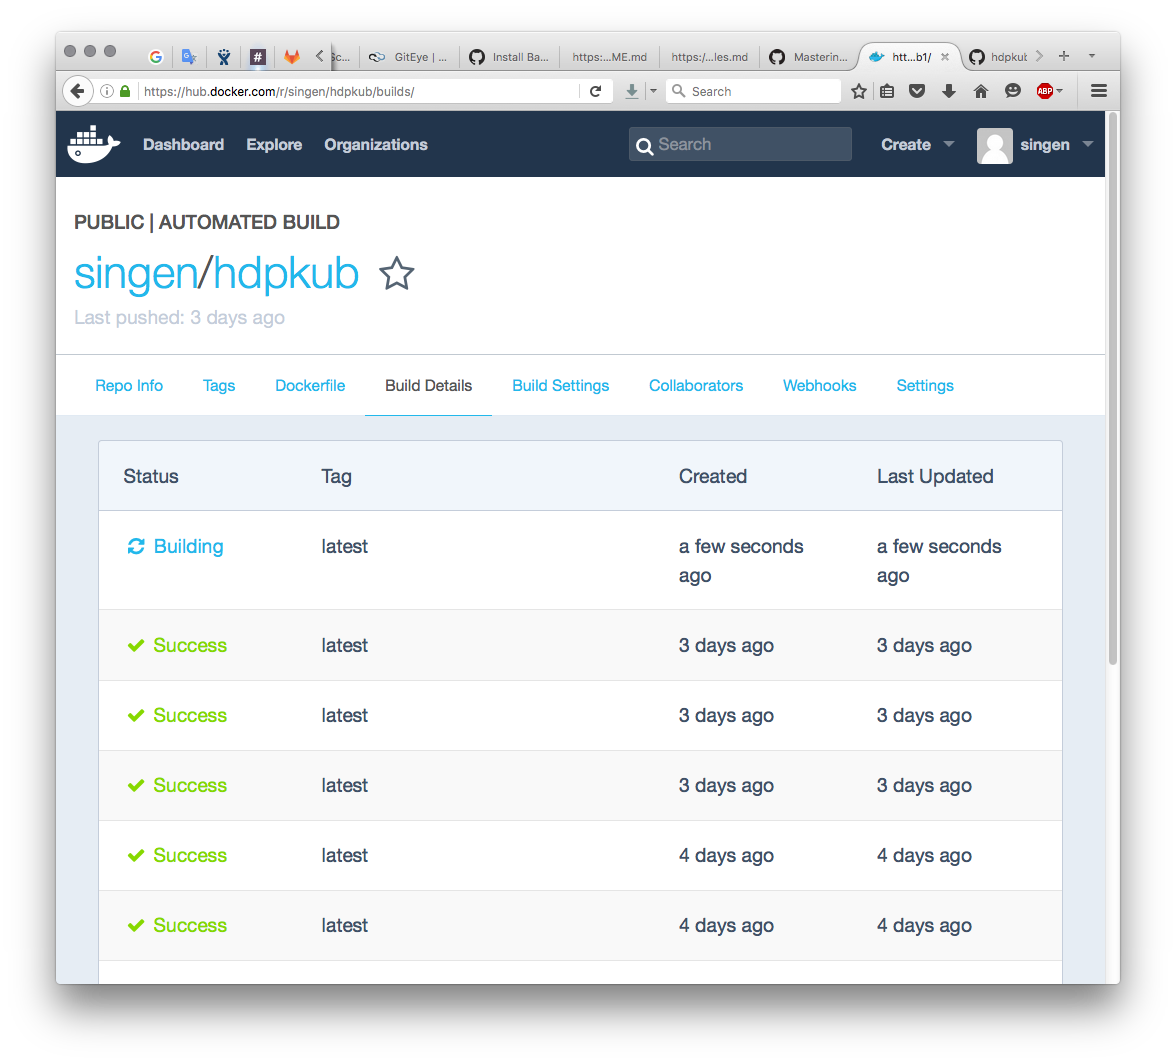 Sc...
GitEye | ...
Install Ba...
https:...ME.md
https:/...les.md
Masterin...
htt...b1/
hdpkub
https://hub.docker.com/r/singen/hdpkub/builds/
Search
ABP
Dashboard
Explore
Organizations
Search
Create
singen
PUBLIC | AUTOMATED BUILD
singen/hdpkub
Last pushed: 3 days ago
Repo Info
Tags
Dockerfile
Build Details
Build Settings
Collaborators
Webhooks
Settings
Status Tag Created Last Updated
Building latest a few seconds ago a few seconds ago
Success latest 3 days ago 3 days ago
Success latest 3 days ago 3 days ago
Success latest 3 days ago 3 days ago
Success latest 4 days ago 4 days ago
Success latest 4 days ago 4 days ago